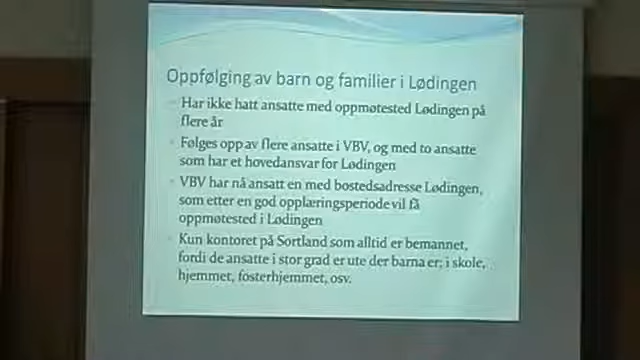 Oppfølging av barn og familier i Lødingen
Har ikke hatt ansatte med oppmøtested Lødingen på
flere år
Følges opp av flere ansatte i VBV, og med to ansatte
som har et hovedansvar for Lødingen
VBV har nå ansatt en med bostedsadresse Lødingen,
som etter en god opplæringsperiode vil få
oppmøtested i Lødingen
Kun kontoret på Sortland som alltid er bemannet,
fordi de ansatte i stor grad er ute der barna er; i skole,
hjemmet, fosterhjemmet, osv.